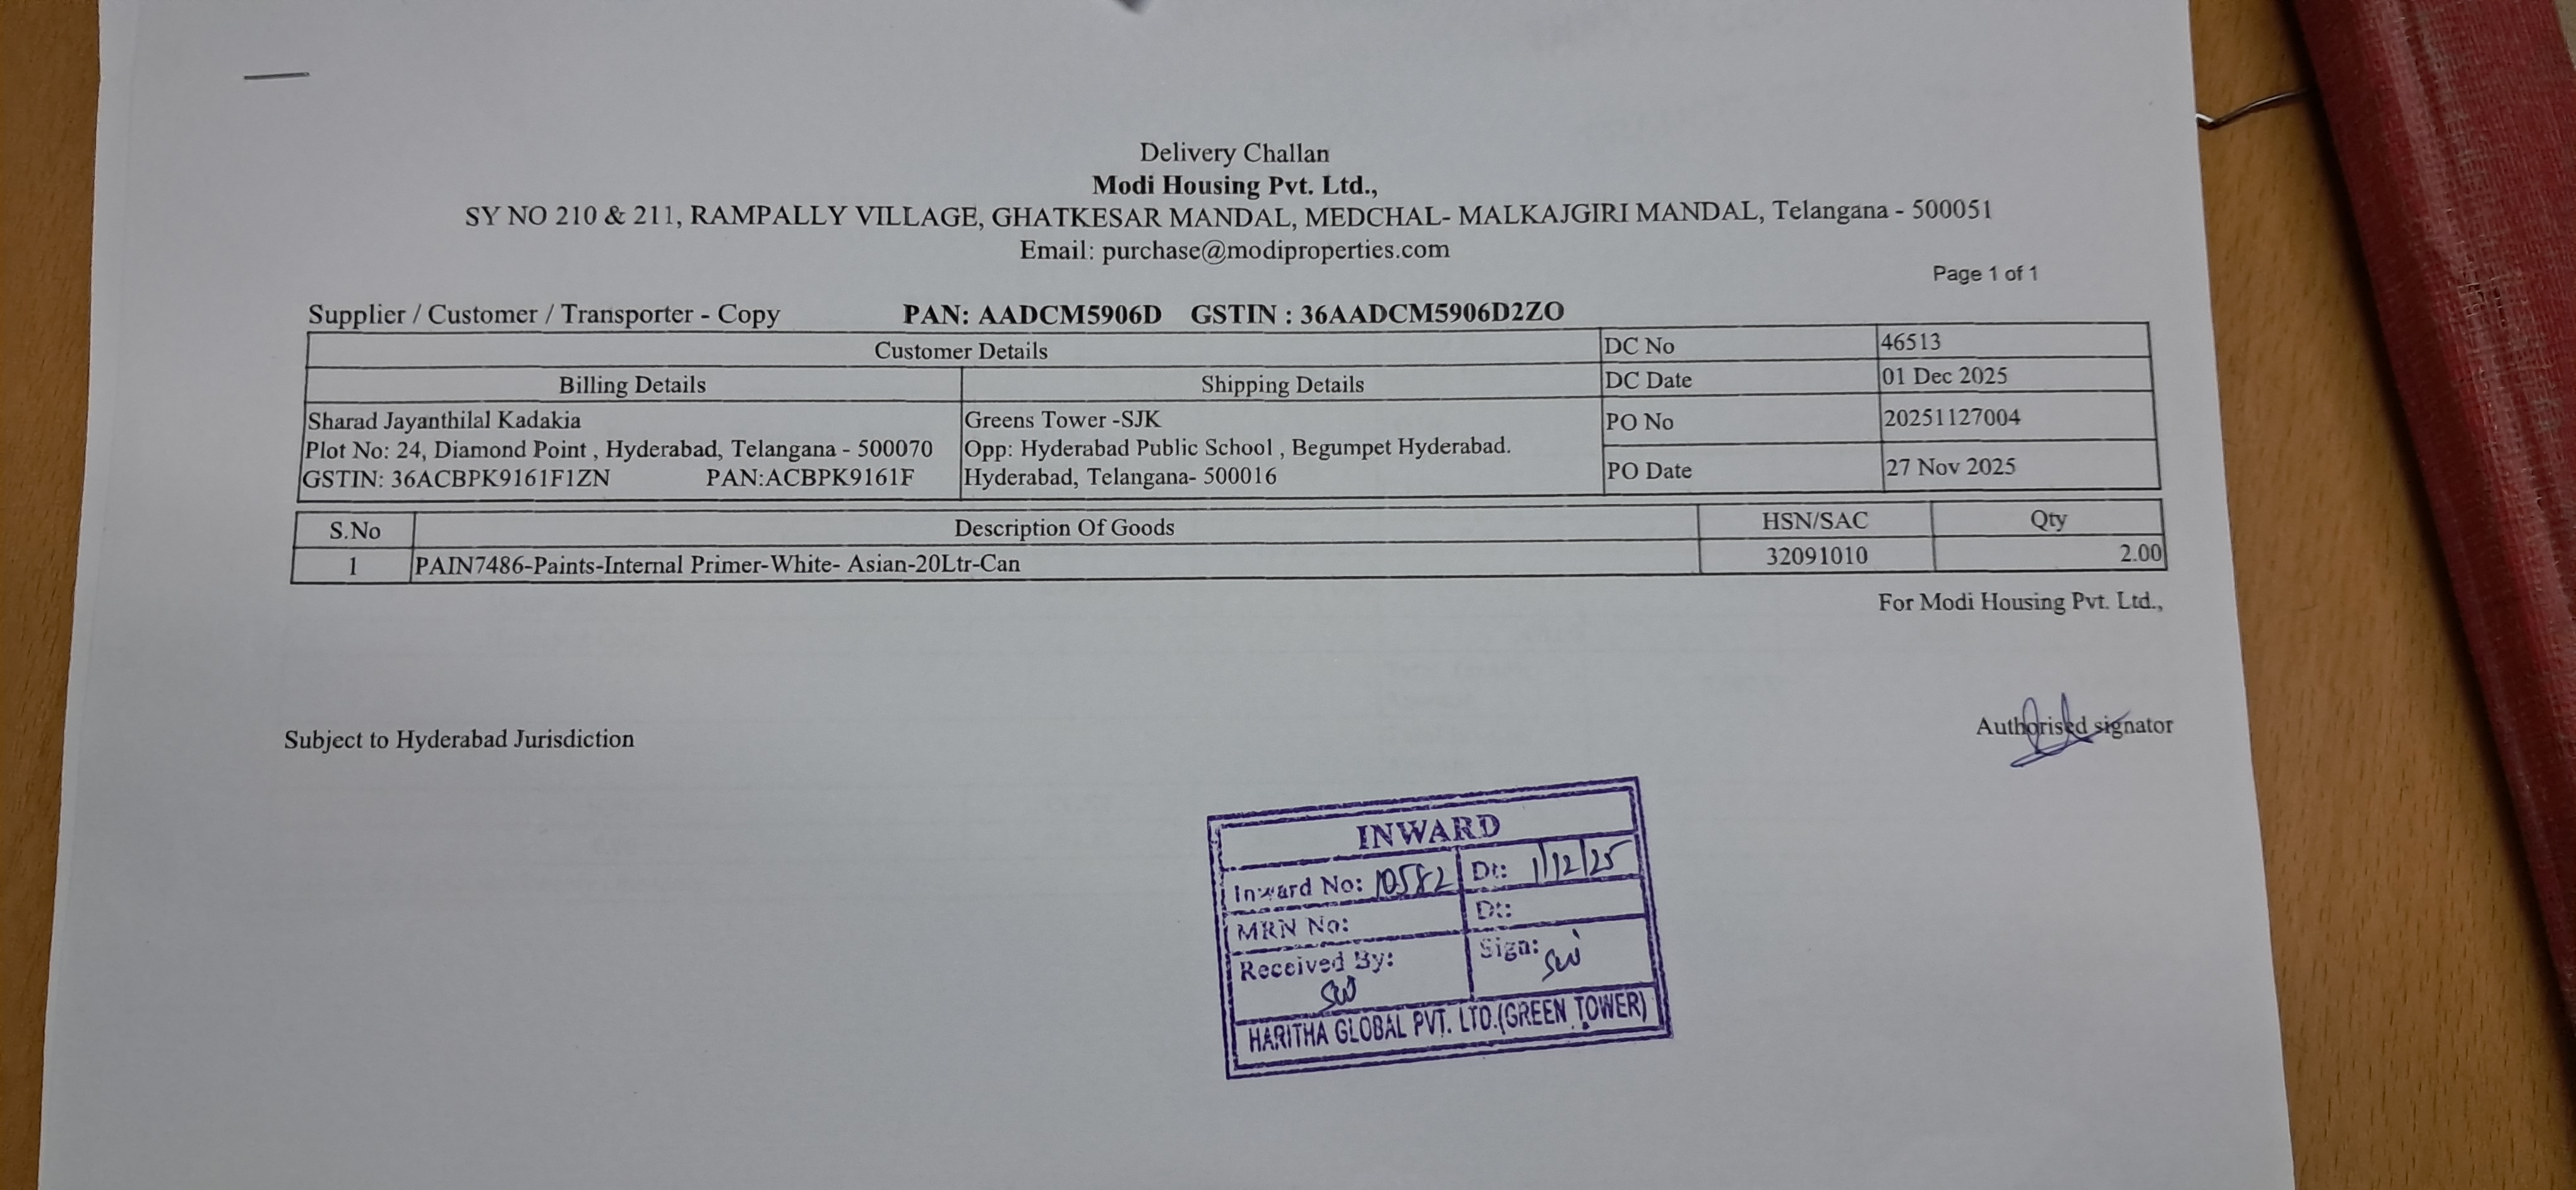 Delivery Challan
Modi Housing Pvt. Ltd.,
SY NO 210 & 211, RAMPALLY VILLAGE, GHATKESAR MANDAL, MEDCHAL- MALKAJGIRI MANDAL, Telangana - 500051
Email: purchase@modiproperties.com
Page 1 of 1
Supplier / Customer / Transporter - Copy PAN: AADCM5906D GSTIN : 36AADCM5906D2ZO
Customer Details
Billing Details
Sharad Jayanthilal Kadakia
Plot No: 24, Diamond Point , Hyderabad, Telangana - 500070
GSTIN: 36ACBPK9161F1ZN PAN:ACBPK9161F
Shipping Details
Greens Tower -SJK
Opp: Hyderabad Public School , Begumpet Hyderabad.
Hyderabad, Telangana- 500016
DC No 46513
DC Date 01 Dec 2025
PO No 20251127004
PO Date 27 Nov 2025
S.No Description Of Goods HSN/SAC Qty
1 PAIN7486-Paints-Internal Primer-White- Asian-20Ltr-Can 32091010 2.00
For Modi Housing Pvt. Ltd.,
Authorised signator
Subject to Hyderabad Jurisdiction
INWARD
Inward No: 10582 Dt: 1/12/25
MRN No: Dt:
Received By: Sign:
HARITHA GLOBAL PVT. LTD.(GREEN TOWER)